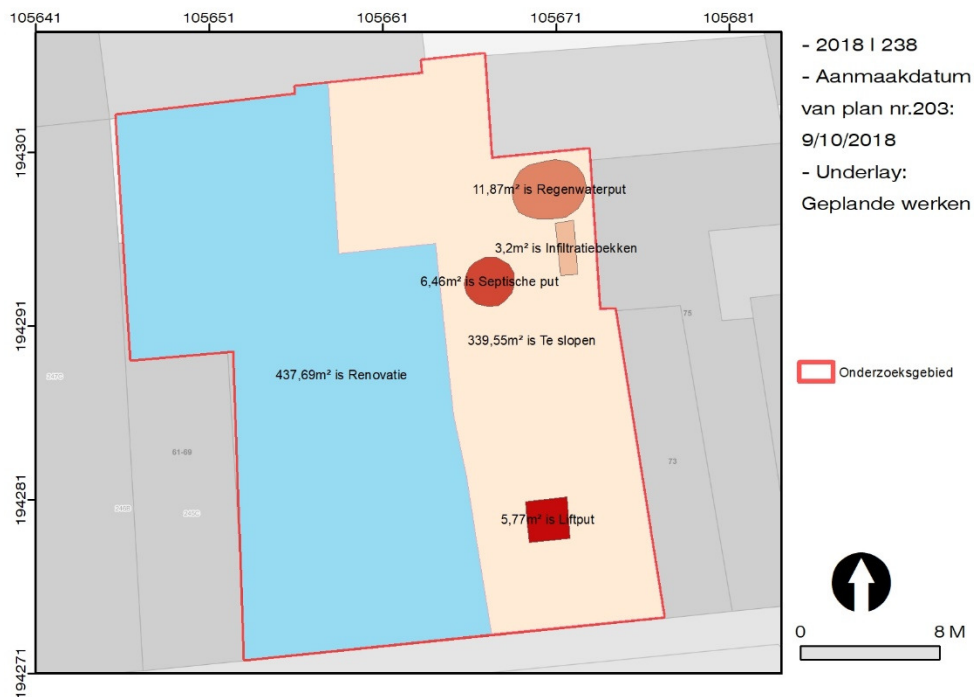 105641 105651 105661 105671 105681
194301
194291
194281
194271
11,87m² is Regenwaterput
3,2m² is Infiltratiebekken
6,46m² is Septische put
339,55m² is Te slopen
437,69m² is Renovatie
5,77m² is Liftput
75
73
61-69
- 2018 I 238
- Aanmaakdatum
van plan nr.203:
9/10/2018
- Underlay:
Geplande werken
Onderzoeksgebied
0 8 M